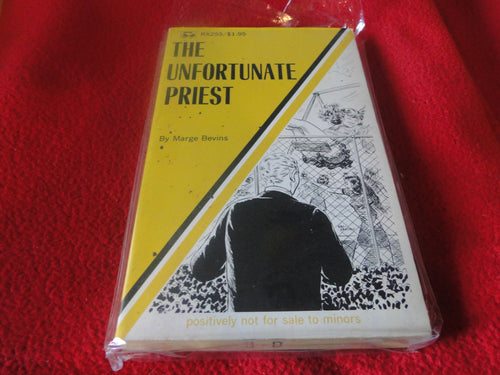 RX255/$1.95
THE
UNFORTUNATE
PRIEST
By Marge Bevins
positively not for sale to minors